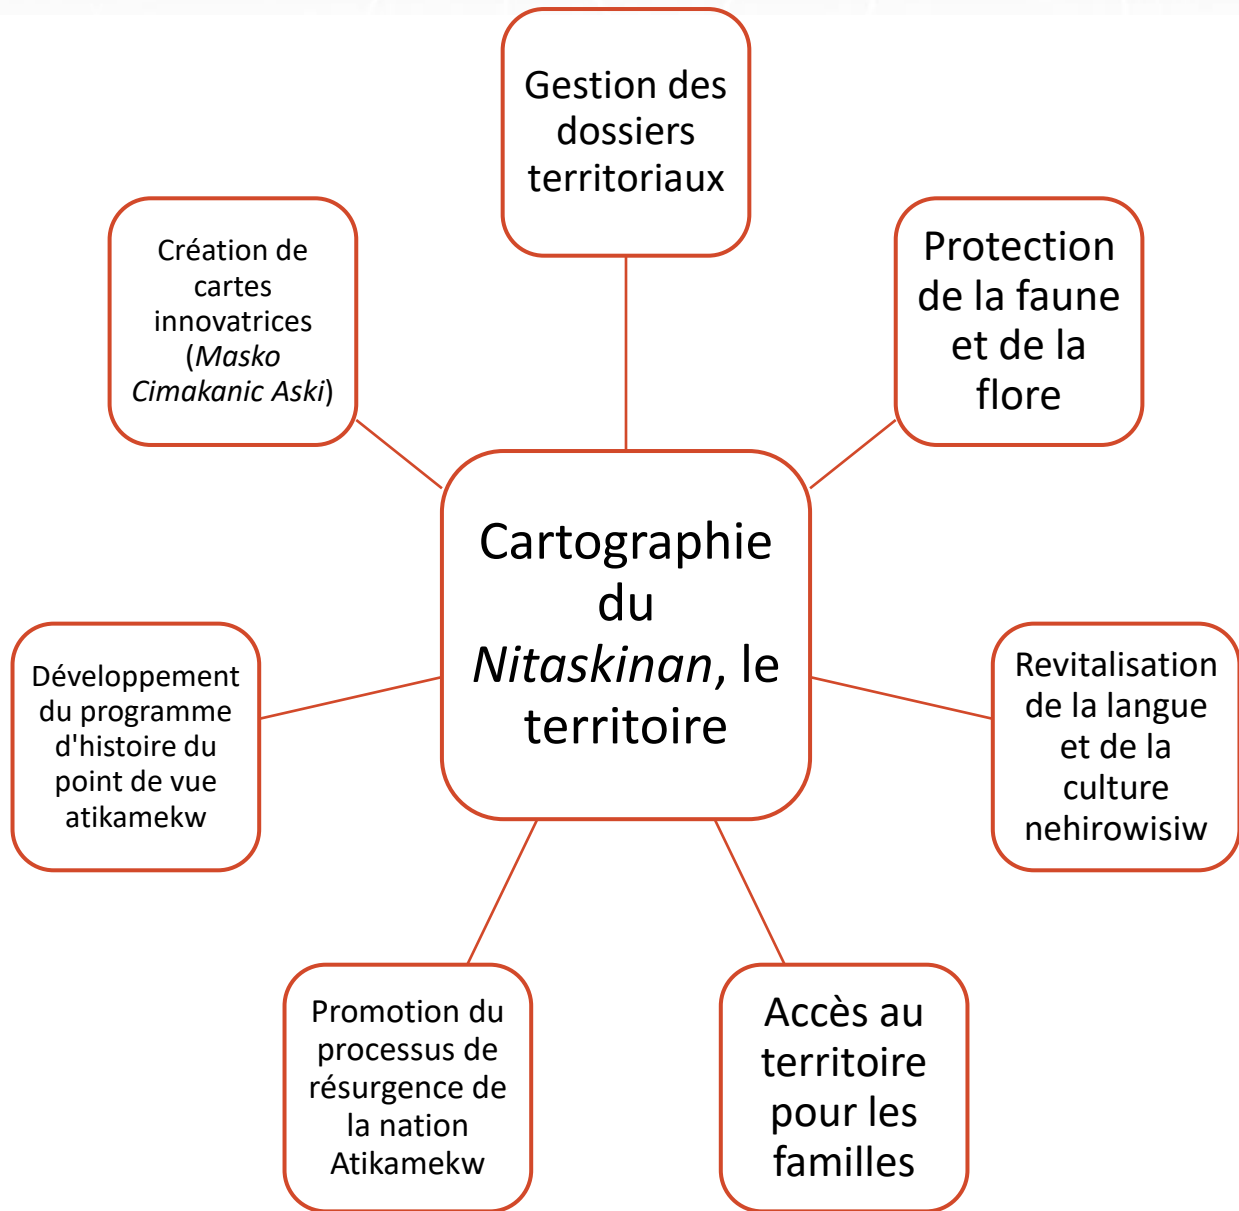 Gestion des
dossiers
territoriaux
Protection
de la faune
et de la
flore
Revitalisation
de la langue
et de la
culture
nehirowisiw
Accès au
territoire
pour les
familles
Promotion du
processus de
résurgence de
la nation
Atikamekw
Développement
du programme
d'histoire du
point de vue
atikamekw
Création de
cartes
innovatrices
(Masko
Cimakanic Aski)
Cartographie
du
Nitaskinan, le
territoire